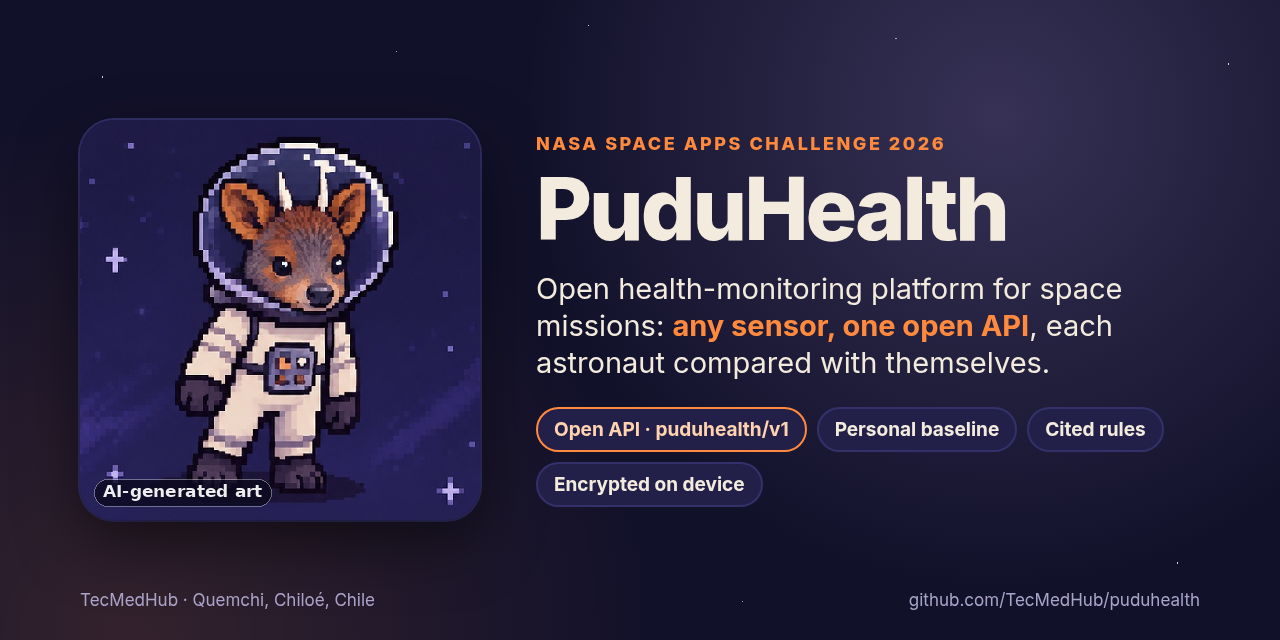 NASA SPACE APPS CHALLENGE 2026
PuduHealth
Open health-monitoring platform for space
missions: any sensor, one open API, each
astronaut compared with themselves.
Open API · puduhealth/v1
Personal baseline
Cited rules
Encrypted on device
AI-generated art
TecMedHub · Quemchi, Chiloé, Chile
github.com/TecMedHub/puduhealth